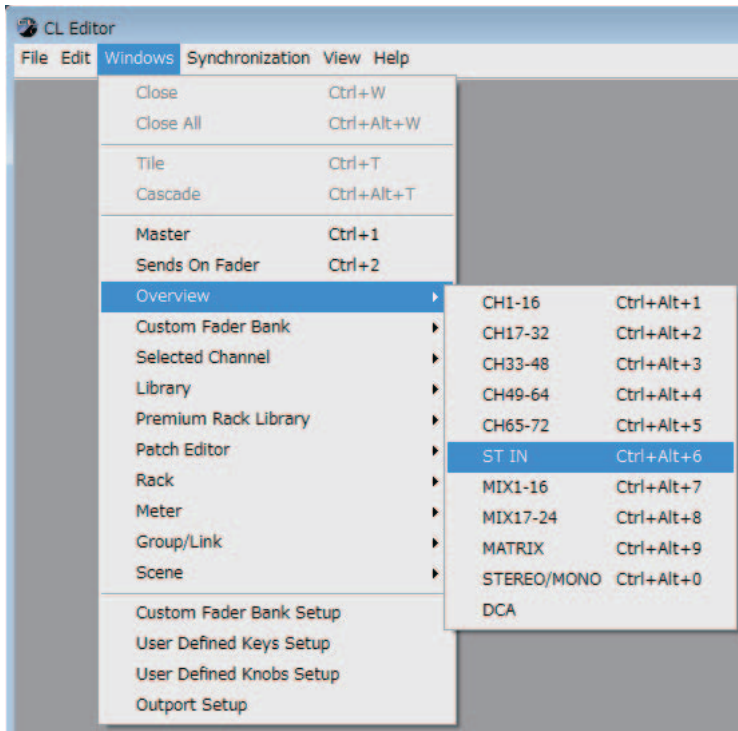 CL Editor
File Edit Windows Synchronization View Help
Close Ctrl+W
Close All Ctrl+Alt+W
Tile Ctrl+T
Cascade Ctrl+Alt+T
Master Ctrl+1
Sends On Fader Ctrl+2
Overview
Custom Fader Bank
Selected Channel
Library
Premium Rack Library
Patch Editor
Rack
Meter
Group/Link
Scene
Custom Fader Bank Setup
User Defined Keys Setup
User Defined Knobs Setup
Outport Setup
CH1-16 Ctrl+Alt+1
CH17-32 Ctrl+Alt+2
CH33-48 Ctrl+Alt+3
CH49-64 Ctrl+Alt+4
CH65-72 Ctrl+Alt+5
ST IN Ctrl+Alt+6
MIX1-16 Ctrl+Alt+7
MIX17-24 Ctrl+Alt+8
MATRIX Ctrl+Alt+9
STEREO/MONO Ctrl+Alt+0
DCA